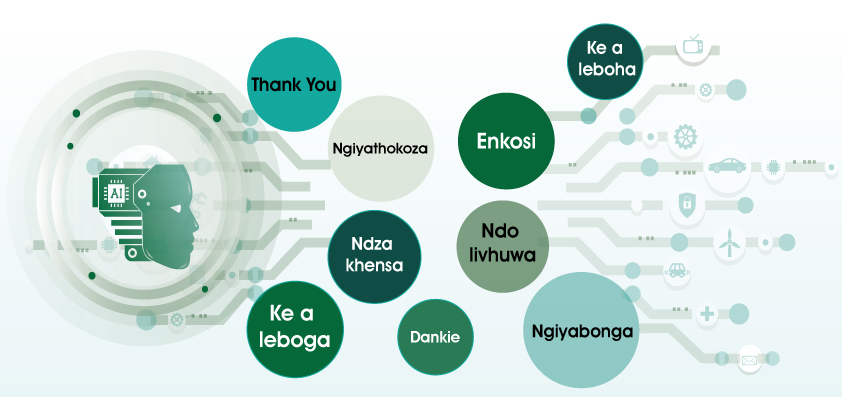 Thank You
Ngiyathokoza
Ke a
leboha
Enkosi
AI
Ndza
khensa
Ndo
livhuwa
Ke a
leboga
Dankie
Ngiyabonga